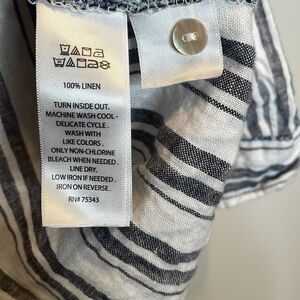 100% LINEN
TURN INSIDE OUT.
MACHINE WASH COOL -
DELICATE CYCLE .
WASH WITH
LIKE COLORS .
ONLY NON-CHLORINE
BLEACH WHEN NEEDED .
LINE DRY.
LOW IRON IF NEEDED .
IRON ON REVERSE .
RN# 75343